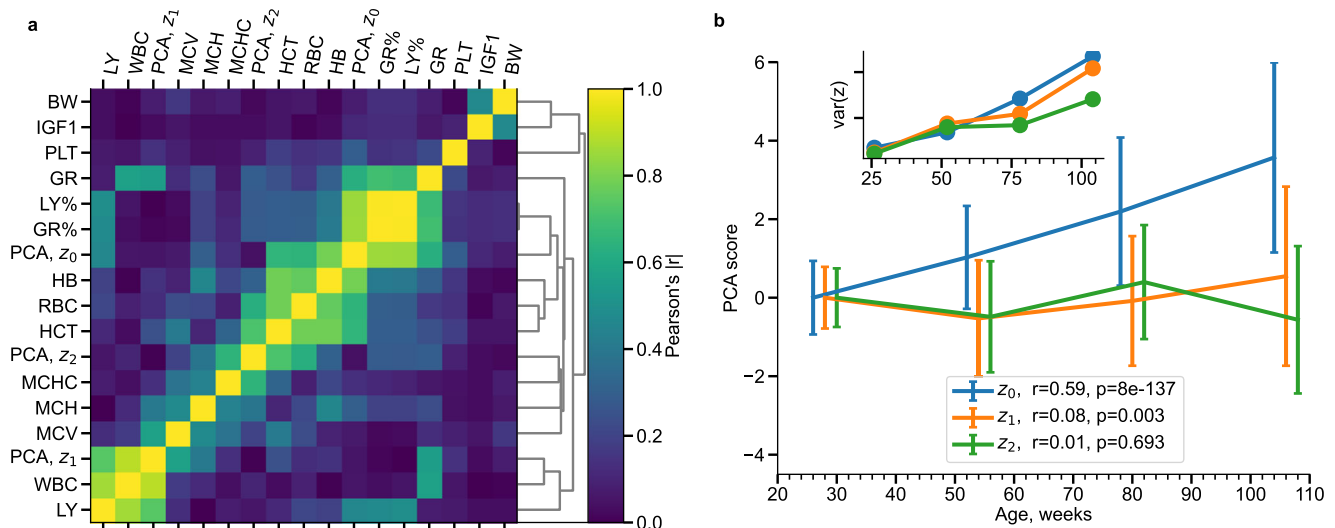 a
LY
WBC
PCA, z₁
MCV
MCH
MCHC
PCA, z₂
HCT
RBC
HB
PCA, z₀
GR%
LY%
GR
PLT
IGF1
BW
BW
IGF1
PLT
GR
LY%
GR%
PCA, z₀
HB
RBC
HCT
PCA, z₂
MCHC
MCH
MCV
PCA, z₁
WBC
LY
1.0
0.8
0.6
0.4
0.2
0.0
Pearson's |r|
b
6
4
2
0
−2
−4
PCA score
20
30
40
50
60
70
80
90
100
110
Age, weeks
var(z)
25
50
75
100
z₀, r=0.59, p=8e-137
z₁, r=0.08, p=0.003
z₂, r=0.01, p=0.693